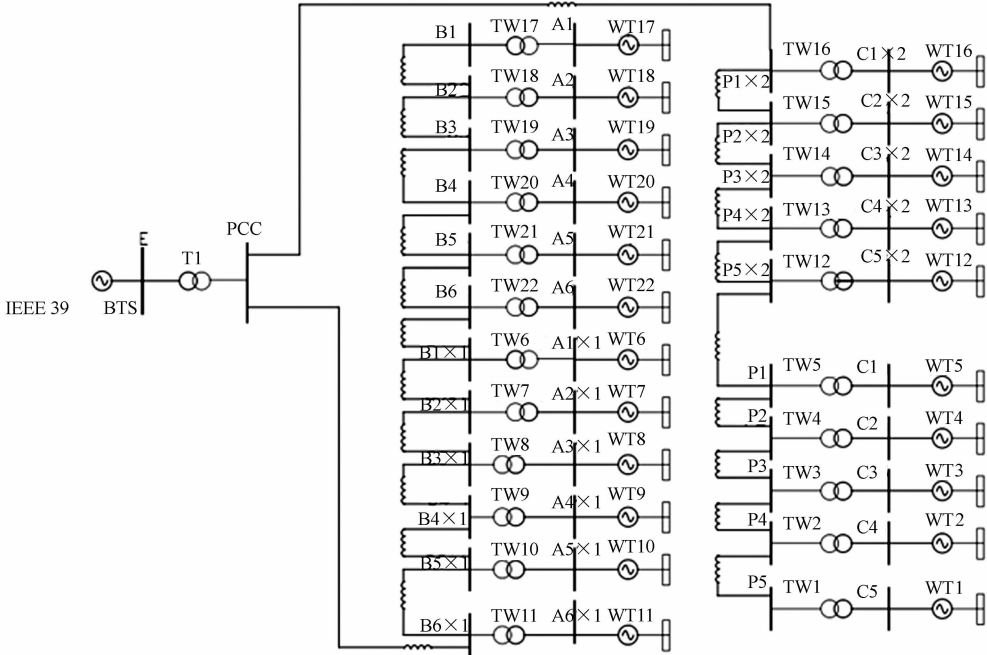 B1 TW17 A1 WT17
B2 TW18 A2 WT18
B3 TW19 A3 WT19
B4 TW20 A4 WT20
B5 TW21 A5 WT21
B6 TW22 A6 WT22
B1×1 TW6 A1×1 WT6
B2×1 TW7 A2×1 WT7
B3×1 TW8 A3×1 WT8
B4×1 TW9 A4×1 WT9
B5×1 TW10 A5×1 WT10
B6×1 TW11 A6×1 WT11
P1×2 TW16 C1×2 WT16
P2×2 TW15 C2×2 WT15
P3×2 TW14 C3×2 WT14
P4×2 TW13 C4×2 WT13
P5×2 TW12 C5×2 WT12
P1 TW5 C1 WT5
P2 TW4 C2 WT4
P3 TW3 C3 WT3
P4 TW2 C4 WT2
P5 TW1 C5 WT1
PCC
E
T1
IEEE 39 BTS